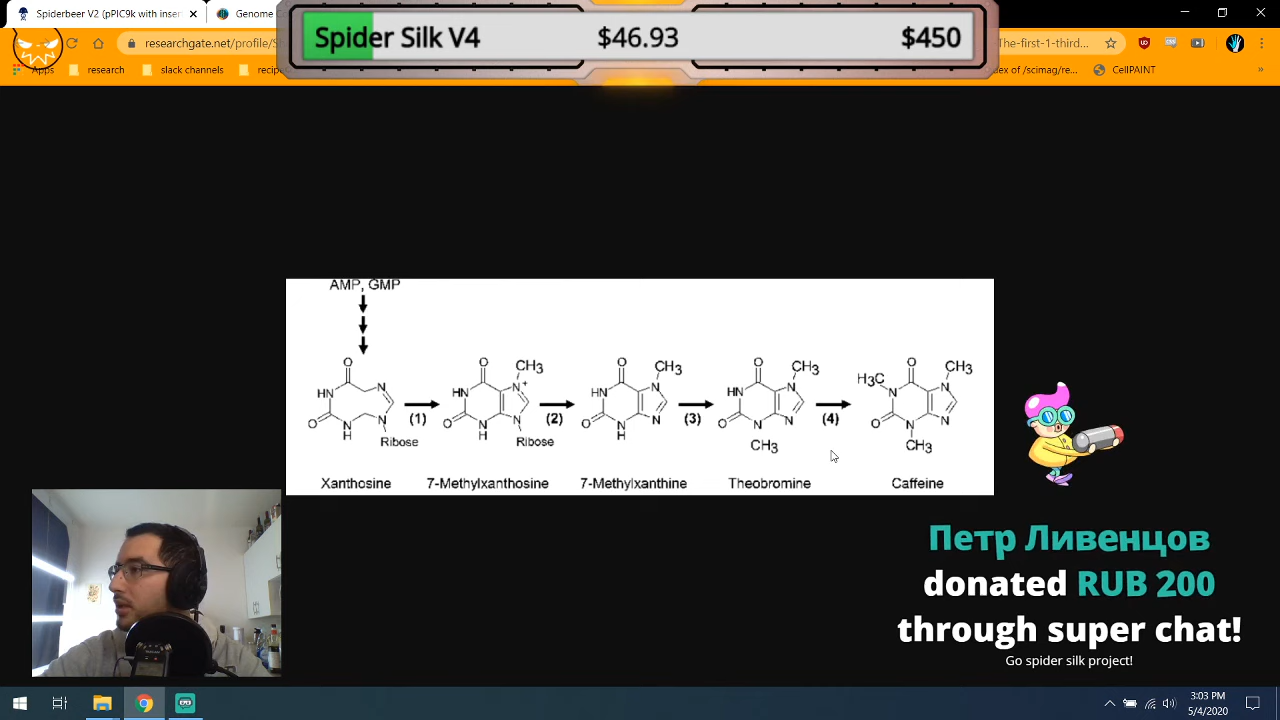 Spiderbeer V2 (pPIC9k with inser
Genome
Spider Silk V4
$46.93
$450
researchgate.net/profile/S
The-first-1-third...
Apps
research
slack channels
recip
dex of /scimag/re...
CellPAINT
»
AMP, GMP
O
HN
N
O
N
H
N
Ribose
(1)
O
CH3
HN
N+
O
N
H
N
Ribose
(2)
O
CH3
HN
N
O
N
H
N
(3)
O
CH3
HN
N
O
N
N
CH3
(4)
O
CH3
H3C
N
N
O
N
N
CH3
Xanthosine
7-Methylxanthosine
7-Methylxanthine
Theobromine
Caffeine
Петр Ливенцов
donated RUB 200
through super chat!
Go spider silk project!
3:03 PM
5/4/2020